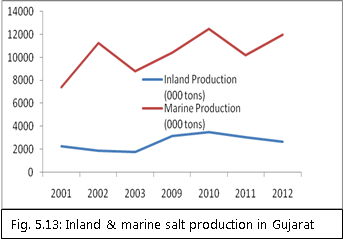 14000
12000
10000
8000
6000
4000
2000
0
Inland Production
(000 tons)
Marine Production
(000 tons)
2001 2002 2003 2009 2010 2011 2012
Fig. 5.13: Inland & marine salt production in Gujarat